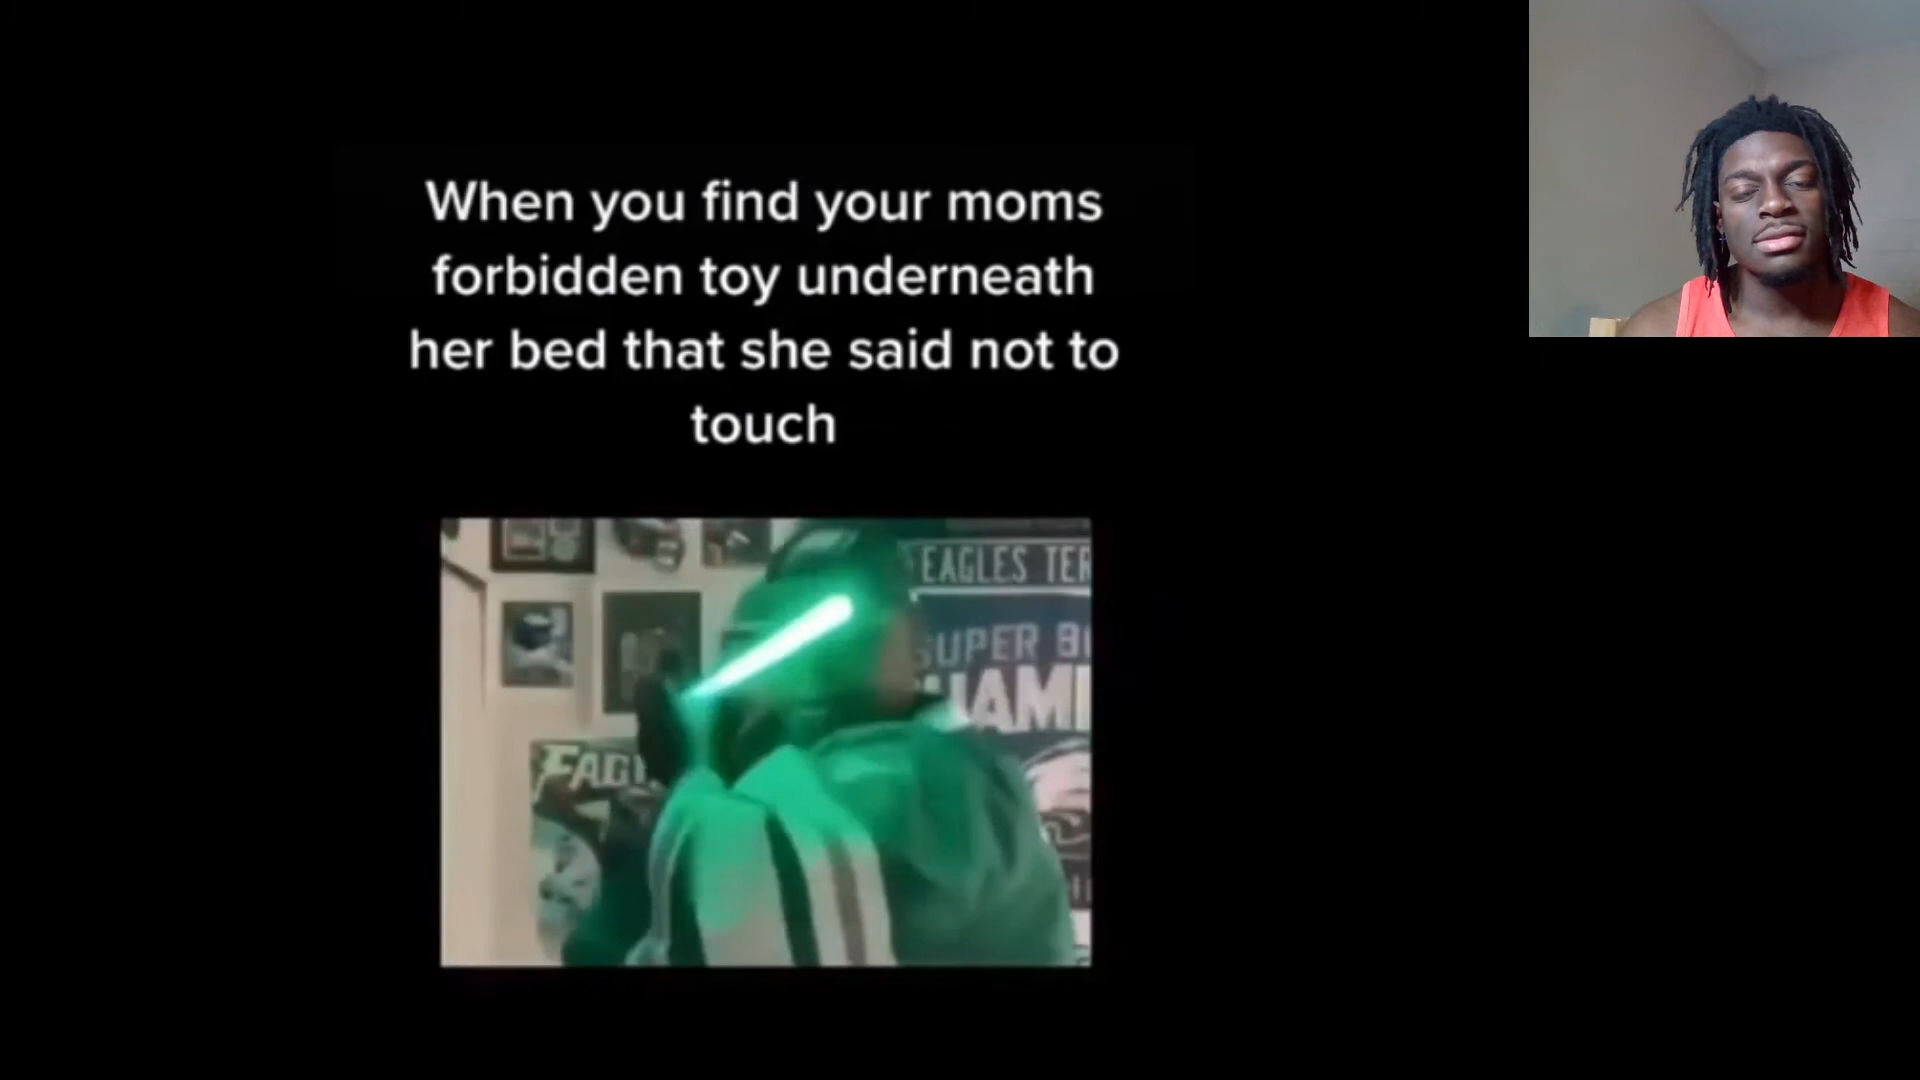 When you find your moms
forbidden toy underneath
her bed that she said not to
touch
EAGLES TER
SUPER B
HAMP
EAGL